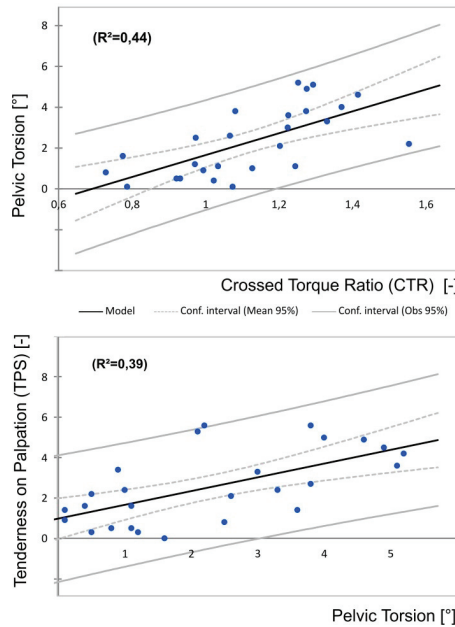 (R²=0,44)
Pelvic Torsion [°]
8
6
4
2
0
0,6
0,8
1
1,2
1,4
1,6
Crossed Torque Ratio (CTR) [-]
Model
Conf. interval (Mean 95%)
Conf. interval (Obs 95%)
(R²=0,39)
Tenderness on Palpation (TPS) [-]
8
6
4
2
0
1
2
3
4
5
Pelvic Torsion [°]